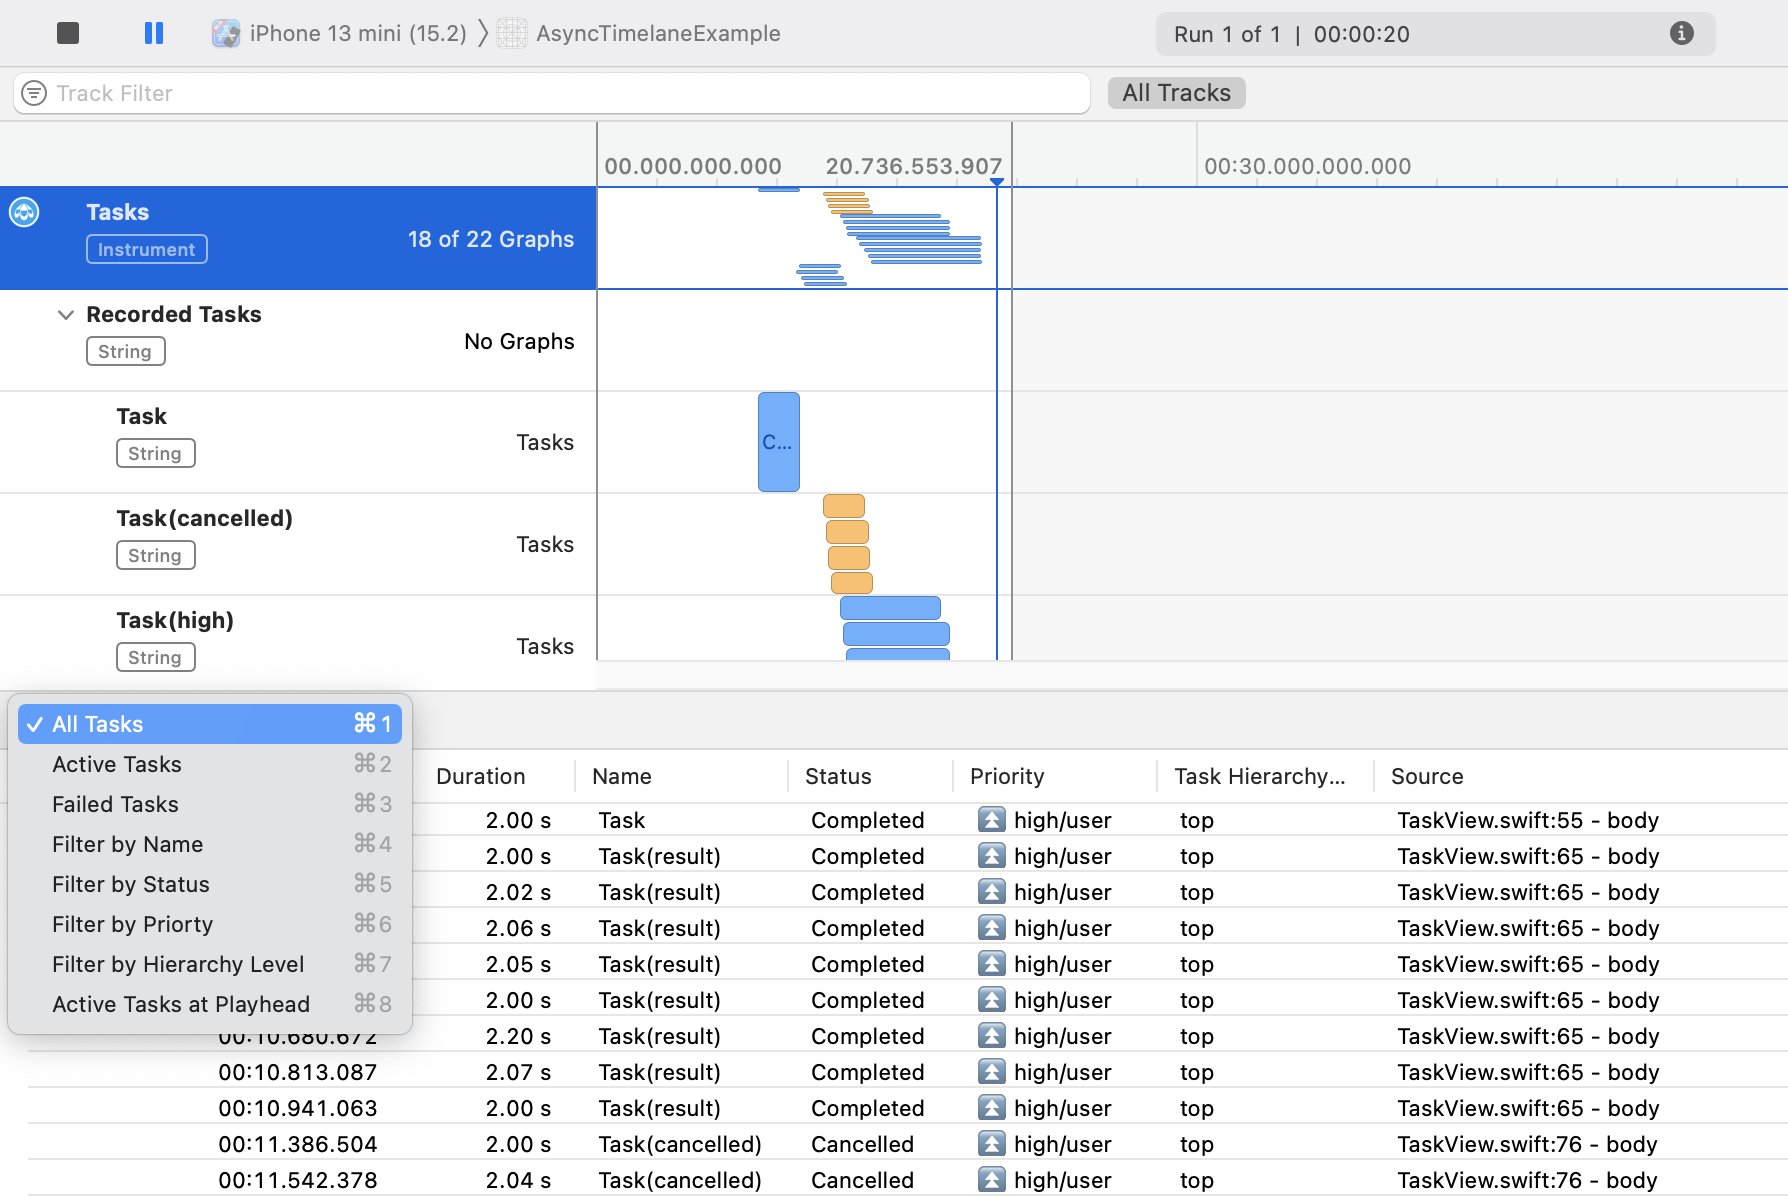 iPhone 13 mini (15.2) 〉 AsyncTimelaneExample
Run 1 of 1 | 00:00:20
Track Filter
All Tracks
00.000.000.000 20.736.553.907 00:30.000.000.000
Tasks
Instrument
18 of 22 Graphs
Recorded Tasks
String
No Graphs
Task
String
Tasks
C...
Task(cancelled)
String
Tasks
Task(high)
String
Tasks
✓ All Tasks ⌘1
Active Tasks ⌘2
Failed Tasks ⌘3
Filter by Name ⌘4
Filter by Status ⌘5
Filter by Priorty ⌘6
Filter by Hierarchy Level ⌘7
Active Tasks at Playhead ⌘8
Duration Name Status Priority Task Hierarchy... Source
2.00 s Task Completed high/user top TaskView.swift:55 - body
2.00 s Task(result) Completed high/user top TaskView.swift:65 - body
2.02 s Task(result) Completed high/user top TaskView.swift:65 - body
2.06 s Task(result) Completed high/user top TaskView.swift:65 - body
2.05 s Task(result) Completed high/user top TaskView.swift:65 - body
2.00 s Task(result) Completed high/user top TaskView.swift:65 - body
00:10.680.672 2.20 s Task(result) Completed high/user top TaskView.swift:65 - body
00:10.813.087 2.07 s Task(result) Completed high/user top TaskView.swift:65 - body
00:10.941.063 2.00 s Task(result) Completed high/user top TaskView.swift:65 - body
00:11.386.504 2.00 s Task(cancelled) Cancelled high/user top TaskView.swift:76 - body
00:11.542.378 2.04 s Task(cancelled) Cancelled high/user top TaskView.swift:76 - body